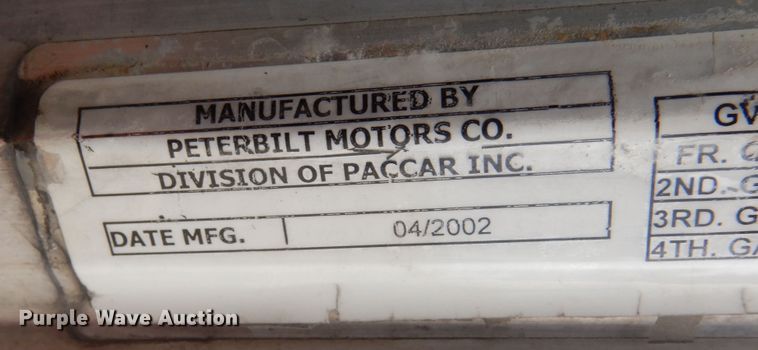 MANUFACTURED BY
PETERBILT MOTORS CO.
DIVISION OF PACCAR INC.
DATE MFG. 04/2002
GV
FR. G
2ND. G
3RD. G
4TH. GA
Purple Wave Auction